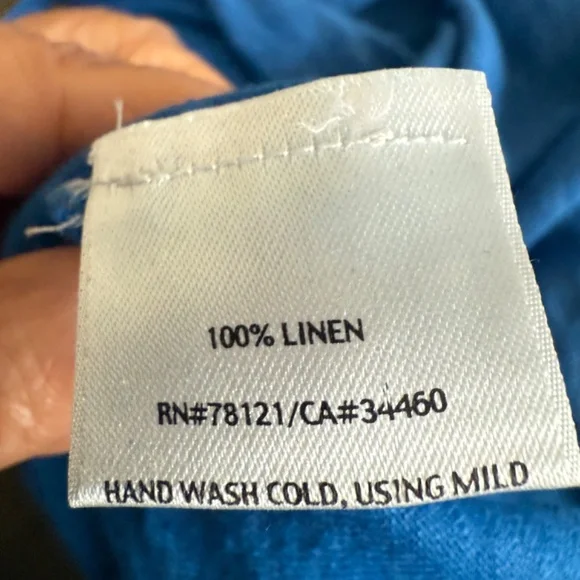 100% LINEN
RN#78121/CA#34460
HAND WASH COLD, USING MILD